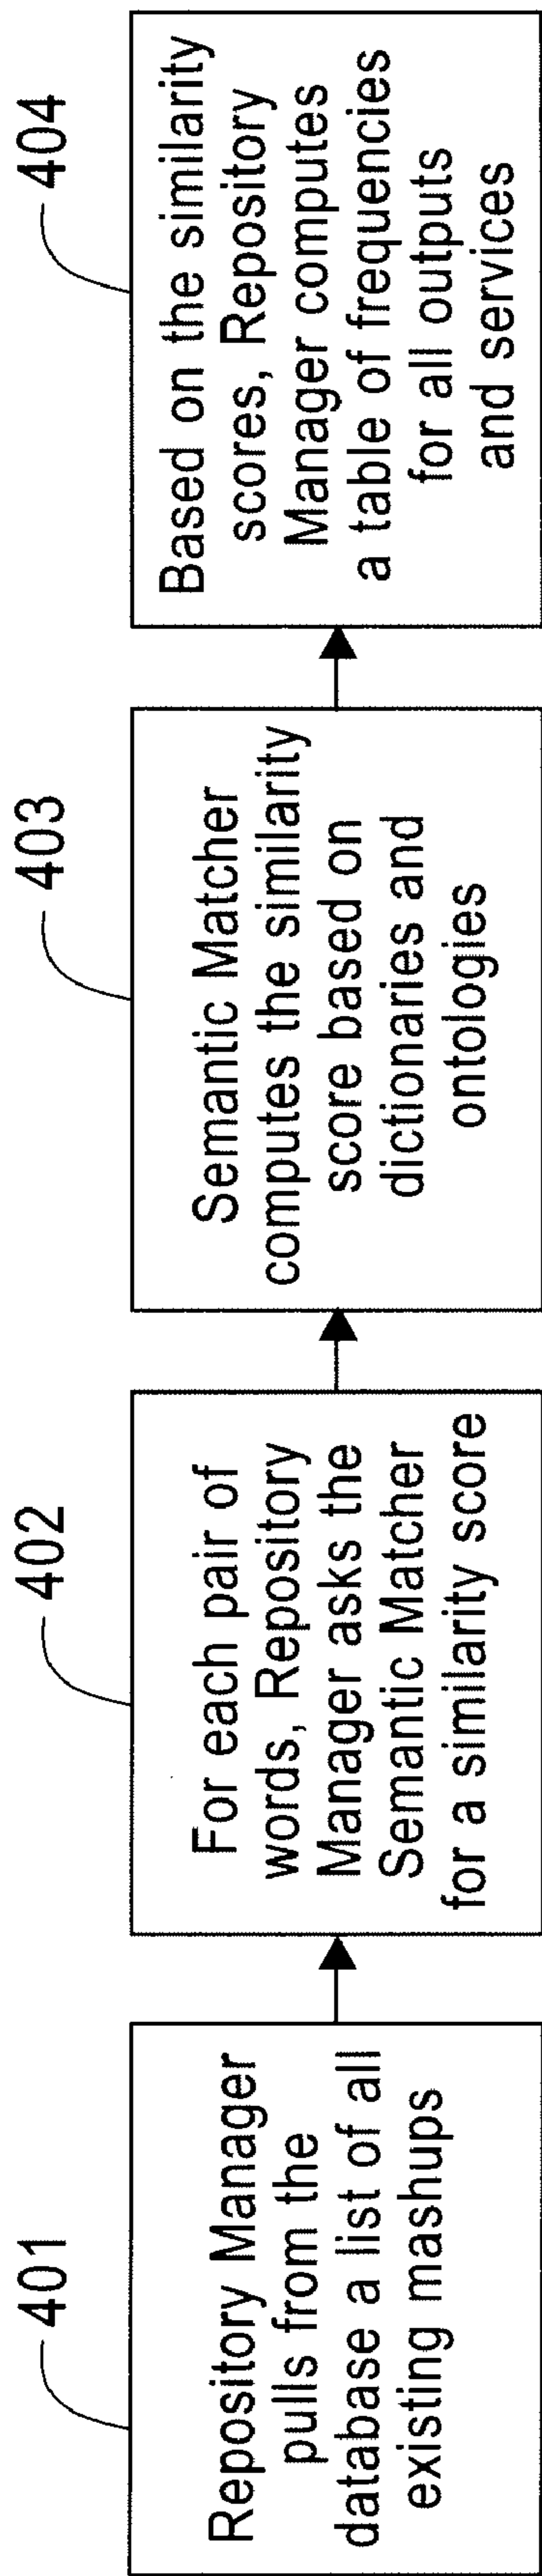 401
Repository Manager
pulls from the
database a list of all
existing mashups
402
For each pair of
words, Repository
Manager asks the
Semantic Matcher
for a similarity score
403
Semantic Matcher
computes the similarity
score based on
dictionaries and
ontologies
404
Based on the similarity
scores, Repository
Manager computes
a table of frequencies
for all outputs
and services